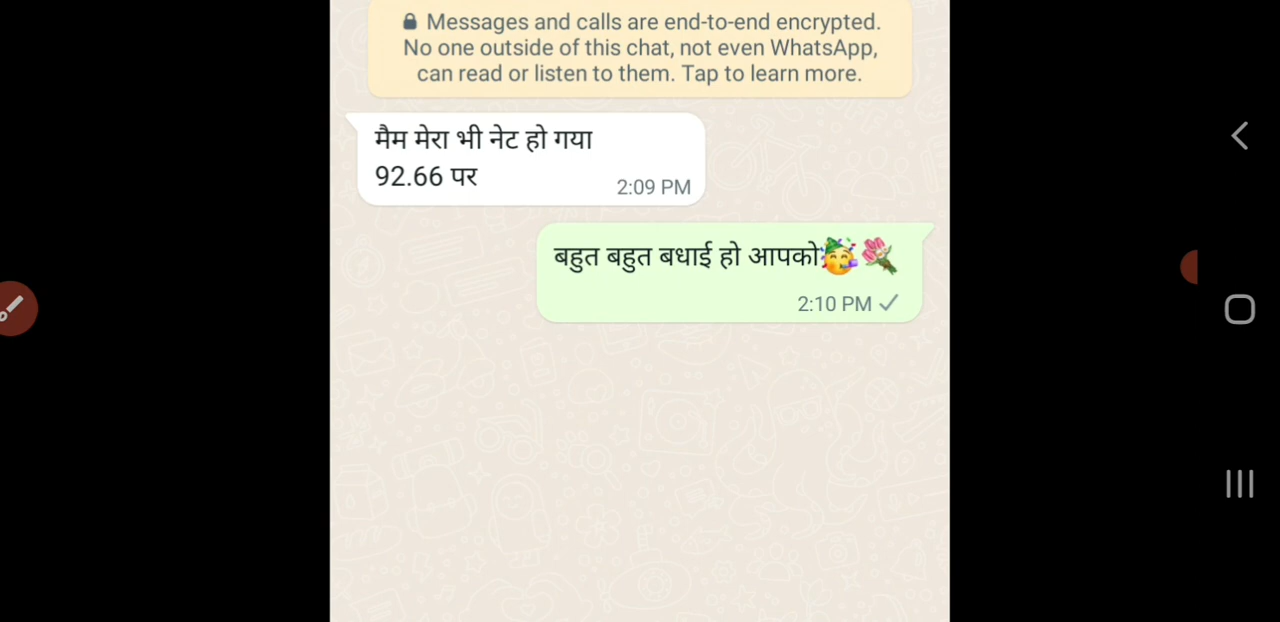 🔒 Messages and calls are end-to-end encrypted.
No one outside of this chat, not even WhatsApp,
can read or listen to them. Tap to learn more.
मैम मेरा भी नेट हो गया
92.66 पर
2:09 PM
बहुत बहुत बधाई हो आपको🥳💐
2:10 PM ✓